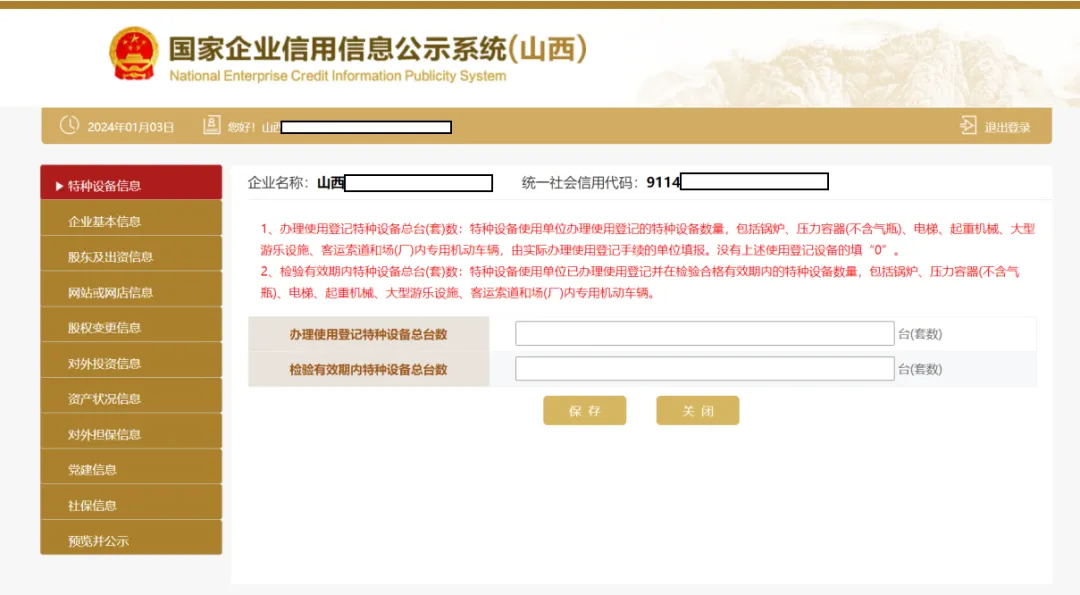 国家企业信用信息公示系统(山西)
National Enterprise Credit Information Publicity System
2024年01月03日 您好! 山西 退出登录
特种设备信息
企业基本信息
股东及出资信息
网站或网店信息
股权变更信息
对外投资信息
资产状况信息
对外担保信息
党建信息
社保信息
预览并公示
企业名称: 山西 统一社会信用代码: 9114
1、办理使用登记特种设备总台(套)数:特种设备使用单位办理使用登记的特种设备数量,包括锅炉、压力容器(不含气瓶)、电梯、起重机械、大型
游乐设施、客运索道和场(厂)内专用机动车辆,由实际办理使用登记手续的单位填报。没有上述使用登记设备的填“0”。
2、检验有效期内特种设备总台(套)数:特种设备使用单位已办理使用登记并在检验合格有效期内的特种设备数量,包括锅炉、压力容器(不含气
瓶)、电梯、起重机械、大型游乐设施、客运索道和场(厂)内专用机动车辆。
办理使用登记特种设备总台数 台(套数)
检验有效期内特种设备总台数 台(套数)
保 存 关 闭